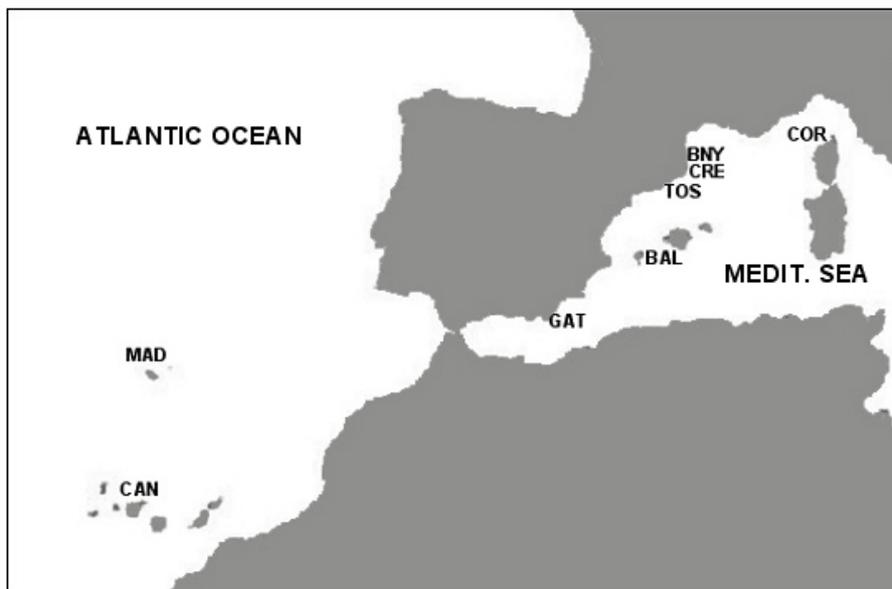 ATLANTIC OCEAN
COR
BNY
CRE
TOS
BAL
MEDIT. SEA
GAT
MAD
CAN